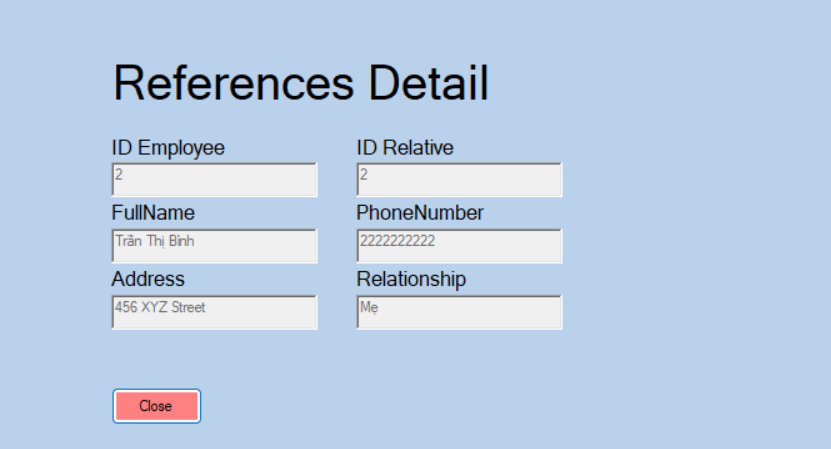 References Detail
ID Employee ID Relative
2 2
FullName PhoneNumber
Trần Thị Bình 2222222222
Address Relationship
456 XYZ Street Mẹ
Close